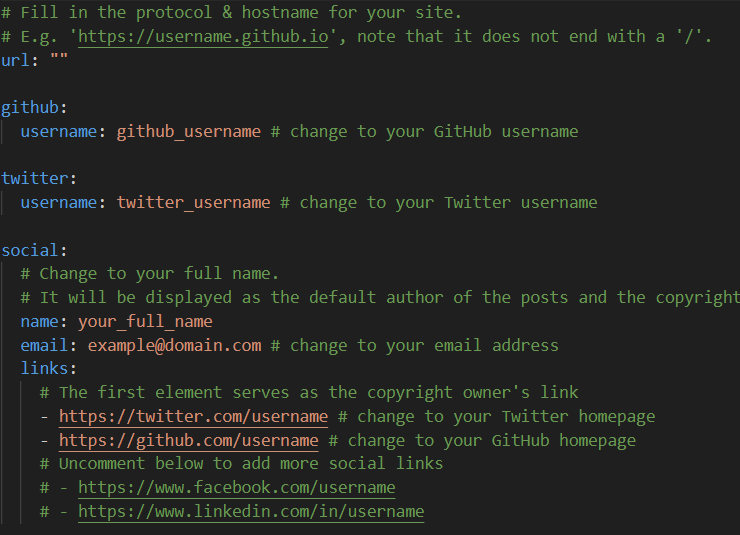 # Fill in the protocol & hostname for your site.
# E.g. 'https://username.github.io', note that it does not end with a '/'.
url: ""
github:
username: github_username # change to your GitHub username
twitter:
username: twitter_username # change to your Twitter username
social:
# Change to your full name.
# It will be displayed as the default author of the posts and the copyright
name: your_full_name
email: example@domain.com # change to your email address
links:
# The first element serves as the copyright owner's link
- https://twitter.com/username # change to your Twitter homepage
- https://github.com/username # change to your GitHub homepage
# Uncomment below to add more social links
# - https://www.facebook.com/username
# - https://www.linkedin.com/in/username